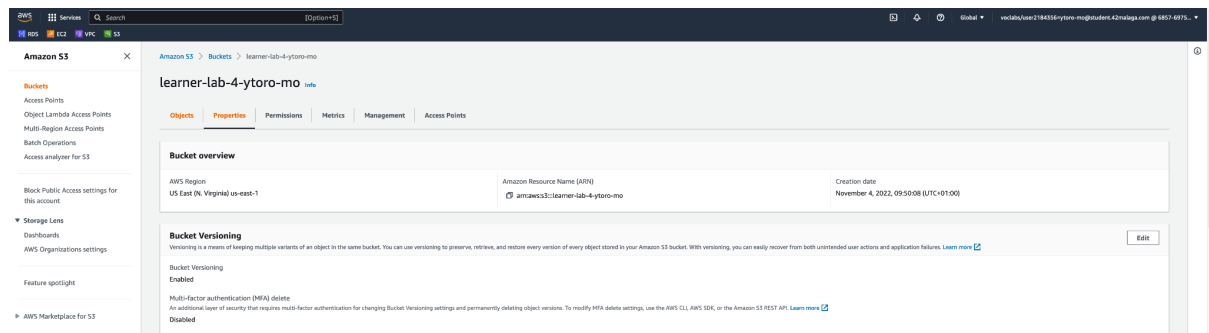 aws
Services
Search
[Option+S]
Global
voclabs/user2184356=ytoro-mo@student.42malaga.com @ 6857-6975...
RDS EC2 VPC S3
Amazon S3
Amazon S3 > Buckets > learner-lab-4-ytoro-mo
learner-lab-4-ytoro-mo Info
Buckets
Access Points
Object Lambda Access Points
Multi-Region Access Points
Batch Operations
Access analyzer for S3
Block Public Access settings for
this account
Storage Lens
Dashboards
AWS Organizations settings
Feature spotlight
AWS Marketplace for S3
Objects Properties Permissions Metrics Management Access Points
Bucket overview
AWS Region
US East (N. Virginia) us-east-1
Amazon Resource Name (ARN)
arn:aws:s3:::learner-lab-4-ytoro-mo
Creation date
November 4, 2022, 09:50:08 (UTC+01:00)
Bucket Versioning
Edit
Versioning is a means of keeping multiple variants of an object in the same bucket. You can use versioning to preserve, retrieve, and restore every version of every object stored in your Amazon S3 bucket. With versioning, you can easily recover from both unintended user actions and application failures. Learn more
Bucket Versioning
Enabled
Multi-factor authentication (MFA) delete
An additional layer of security that requires multi-factor authentication for changing Bucket Versioning settings and permanently deleting object versions. To modify MFA delete settings, use the AWS CLI, AWS SDK, or the Amazon S3 REST API. Learn more
Disabled